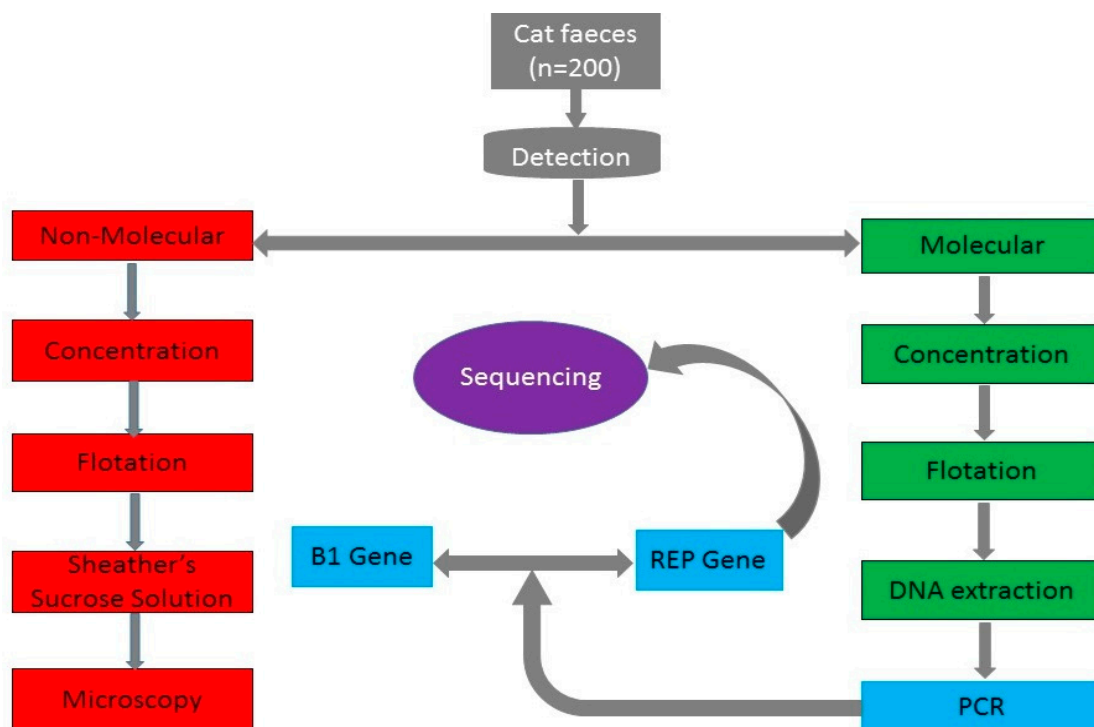 Cat faeces
(n=200)
Detection
Non-Molecular
Concentration
Flotation
Sheather's
Sucrose Solution
Microscopy
Molecular
Concentration
Flotation
DNA extraction
PCR
B1 Gene
REP Gene
Sequencing